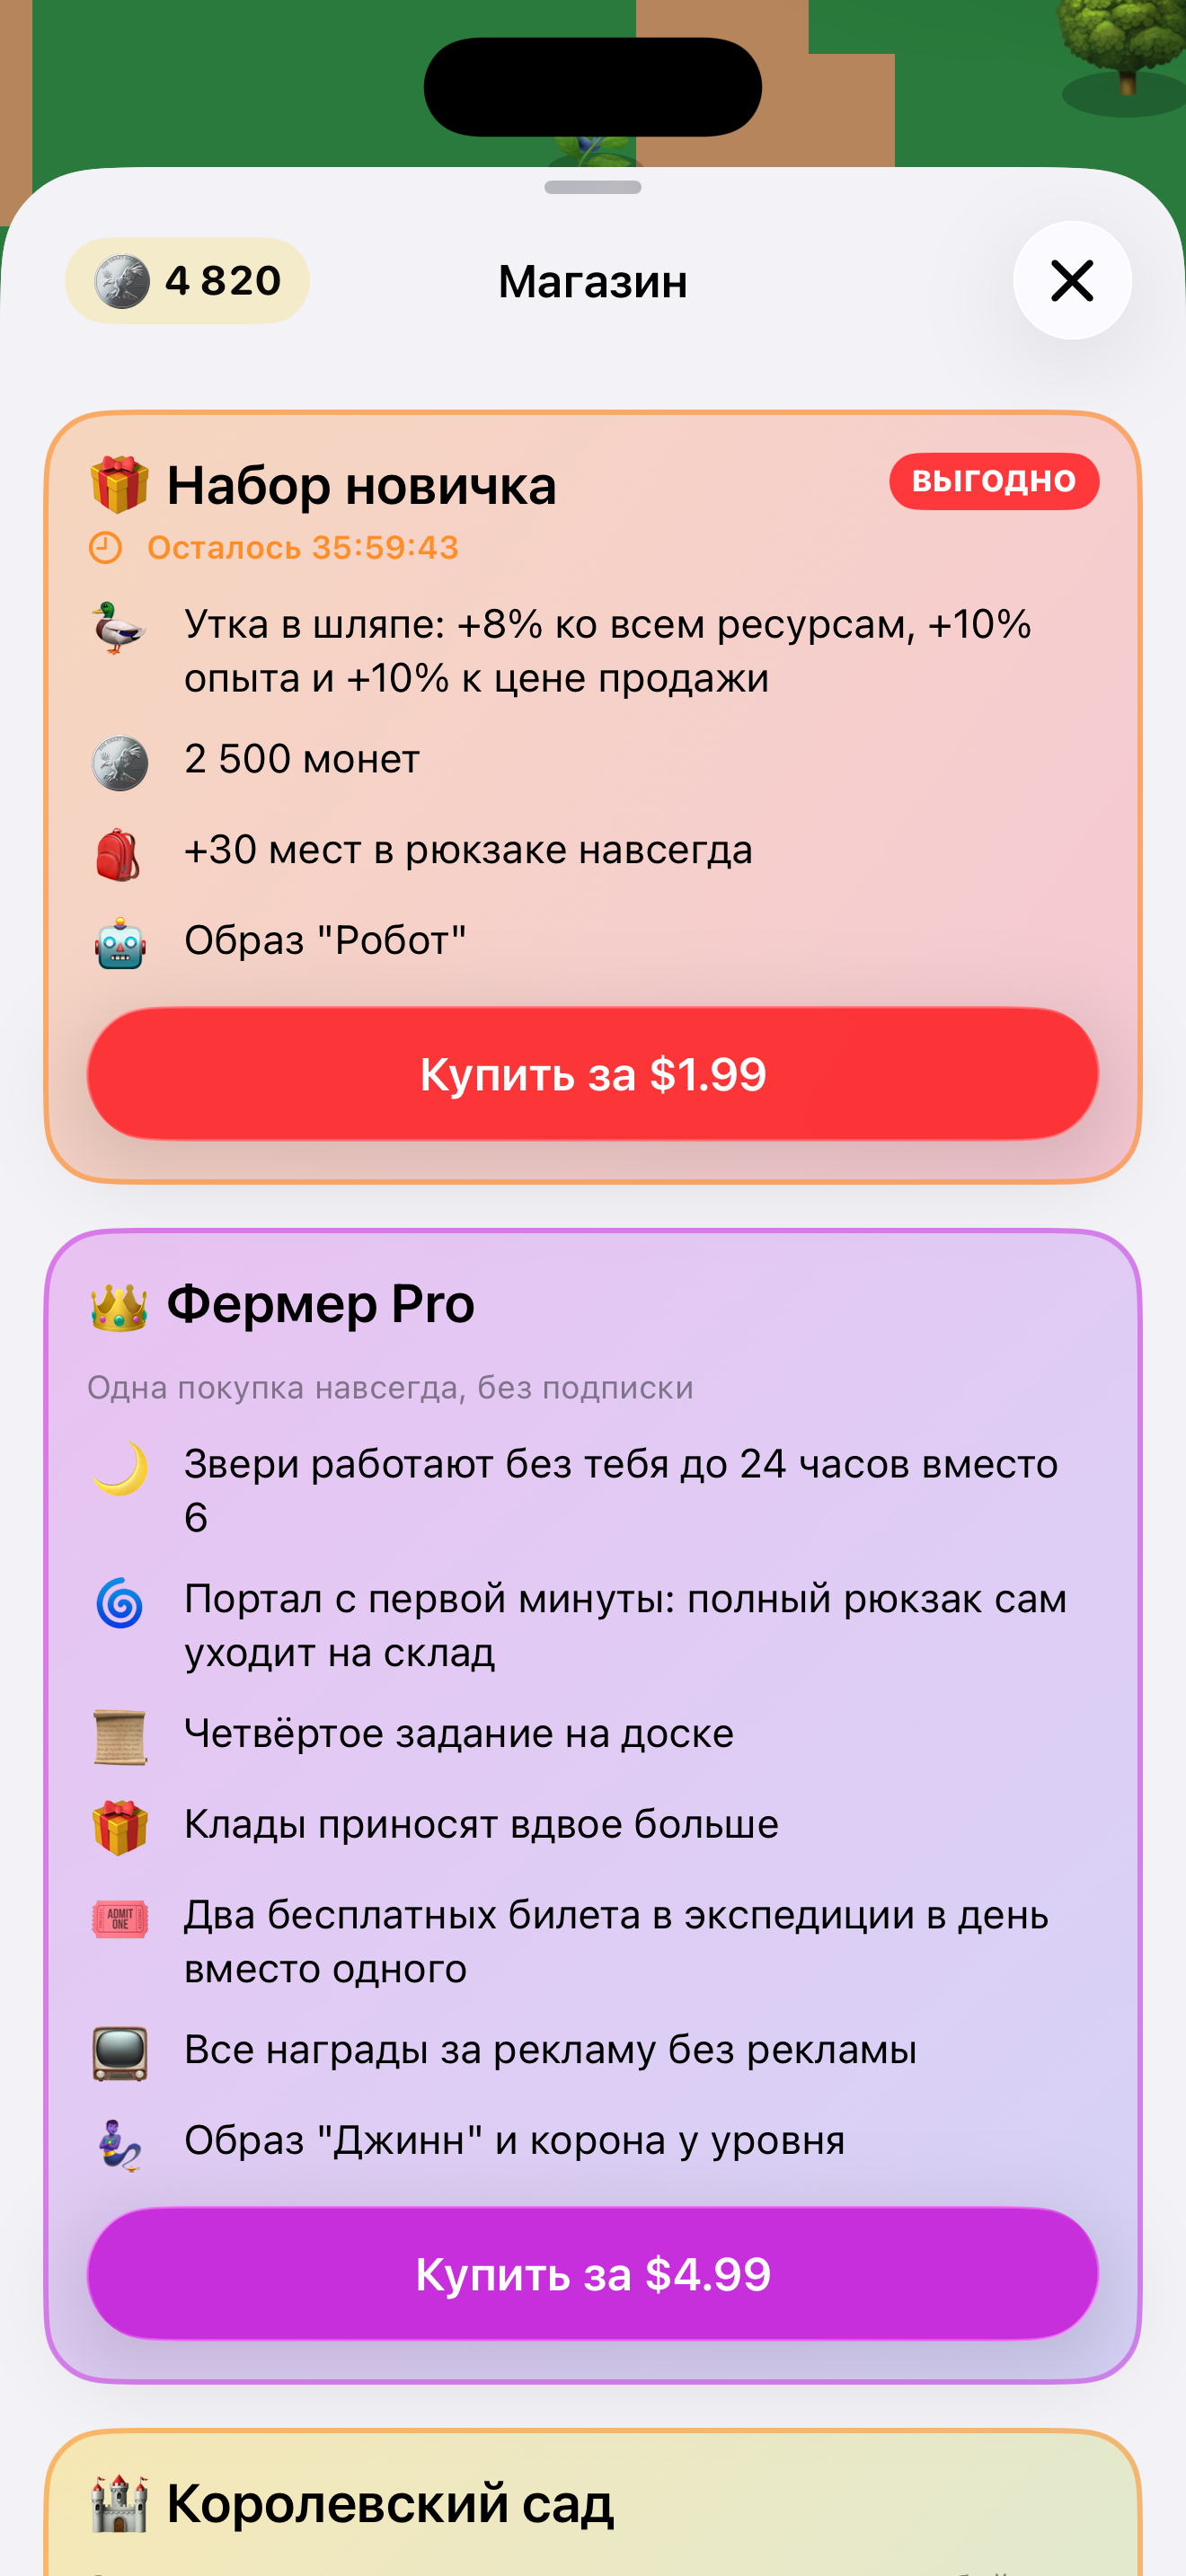 4 820
Магазин
Набор новичка
ВЫГОДНО
Осталось 35:59:43
Утка в шляпе: +8% ко всем ресурсам, +10%
опыта и +10% к цене продажи
2 500 монет
+30 мест в рюкзаке навсегда
Образ "Робот"
Купить за $1.99
Фермер Pro
Одна покупка навсегда, без подписки
Звери работают без тебя до 24 часов вместо
6
Портал с первой минуты: полный рюкзак сам
уходит на склад
Четвёртое задание на доске
Клады приносят вдвое больше
ADMIT
ONE
Два бесплатных билета в экспедиции в день
вместо одного
Все награды за рекламу без рекламы
Образ "Джинн" и корона у уровня
Купить за $4.99
Королевский сад